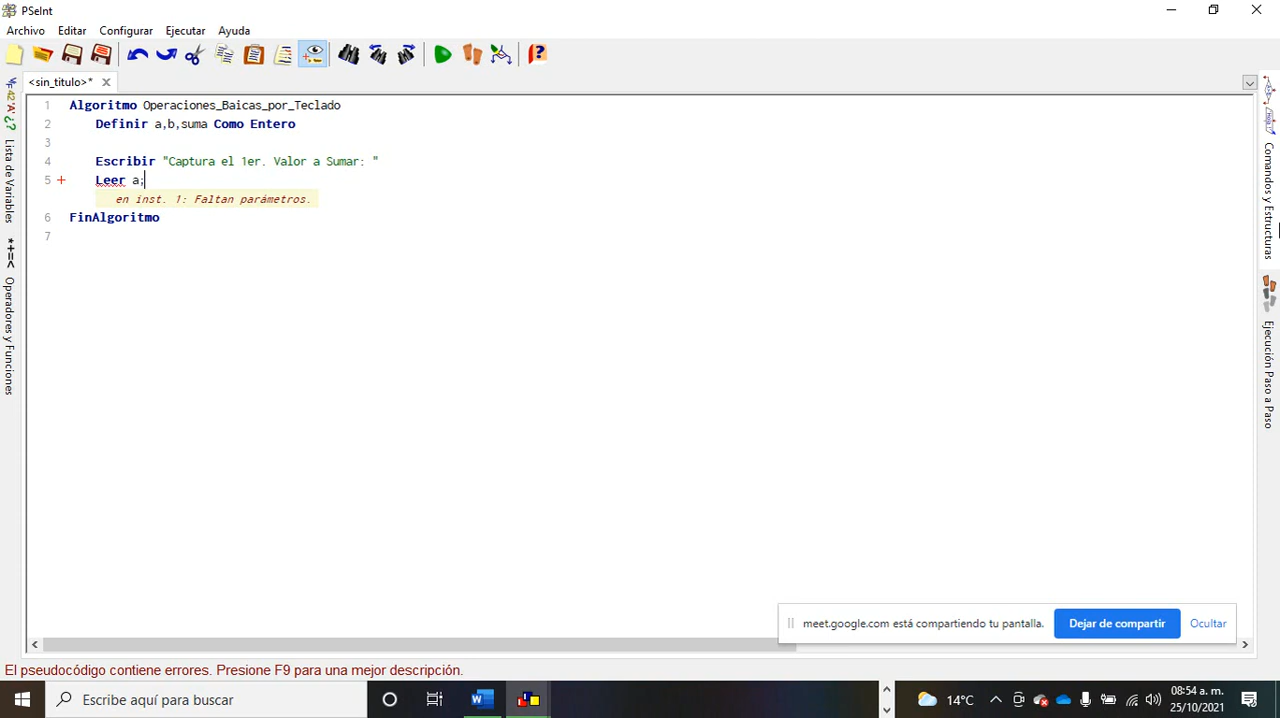 PSeInt
Archivo Editar Configurar Ejecutar Ayuda
<sin_titulo>*
1 Algoritmo Operaciones_Baicas_por_Teclado
2 Definir a,b,suma Como Entero
3
4 Escribir "Captura el 1er. Valor a Sumar: "
5 + Leer a;
en inst. 1: Faltan parámetros.
6 FinAlgoritmo
7
Lista de Variables
*+=< Operadores y Funciones
Comandos y Estructuras
Ejecución Paso a Paso
meet.google.com está compartiendo tu pantalla. Dejar de compartir Ocultar
El pseudocódigo contiene errores. Presione F9 para una mejor descripción.
Escribe aquí para buscar
14°C
08:54 a. m.
25/10/2021